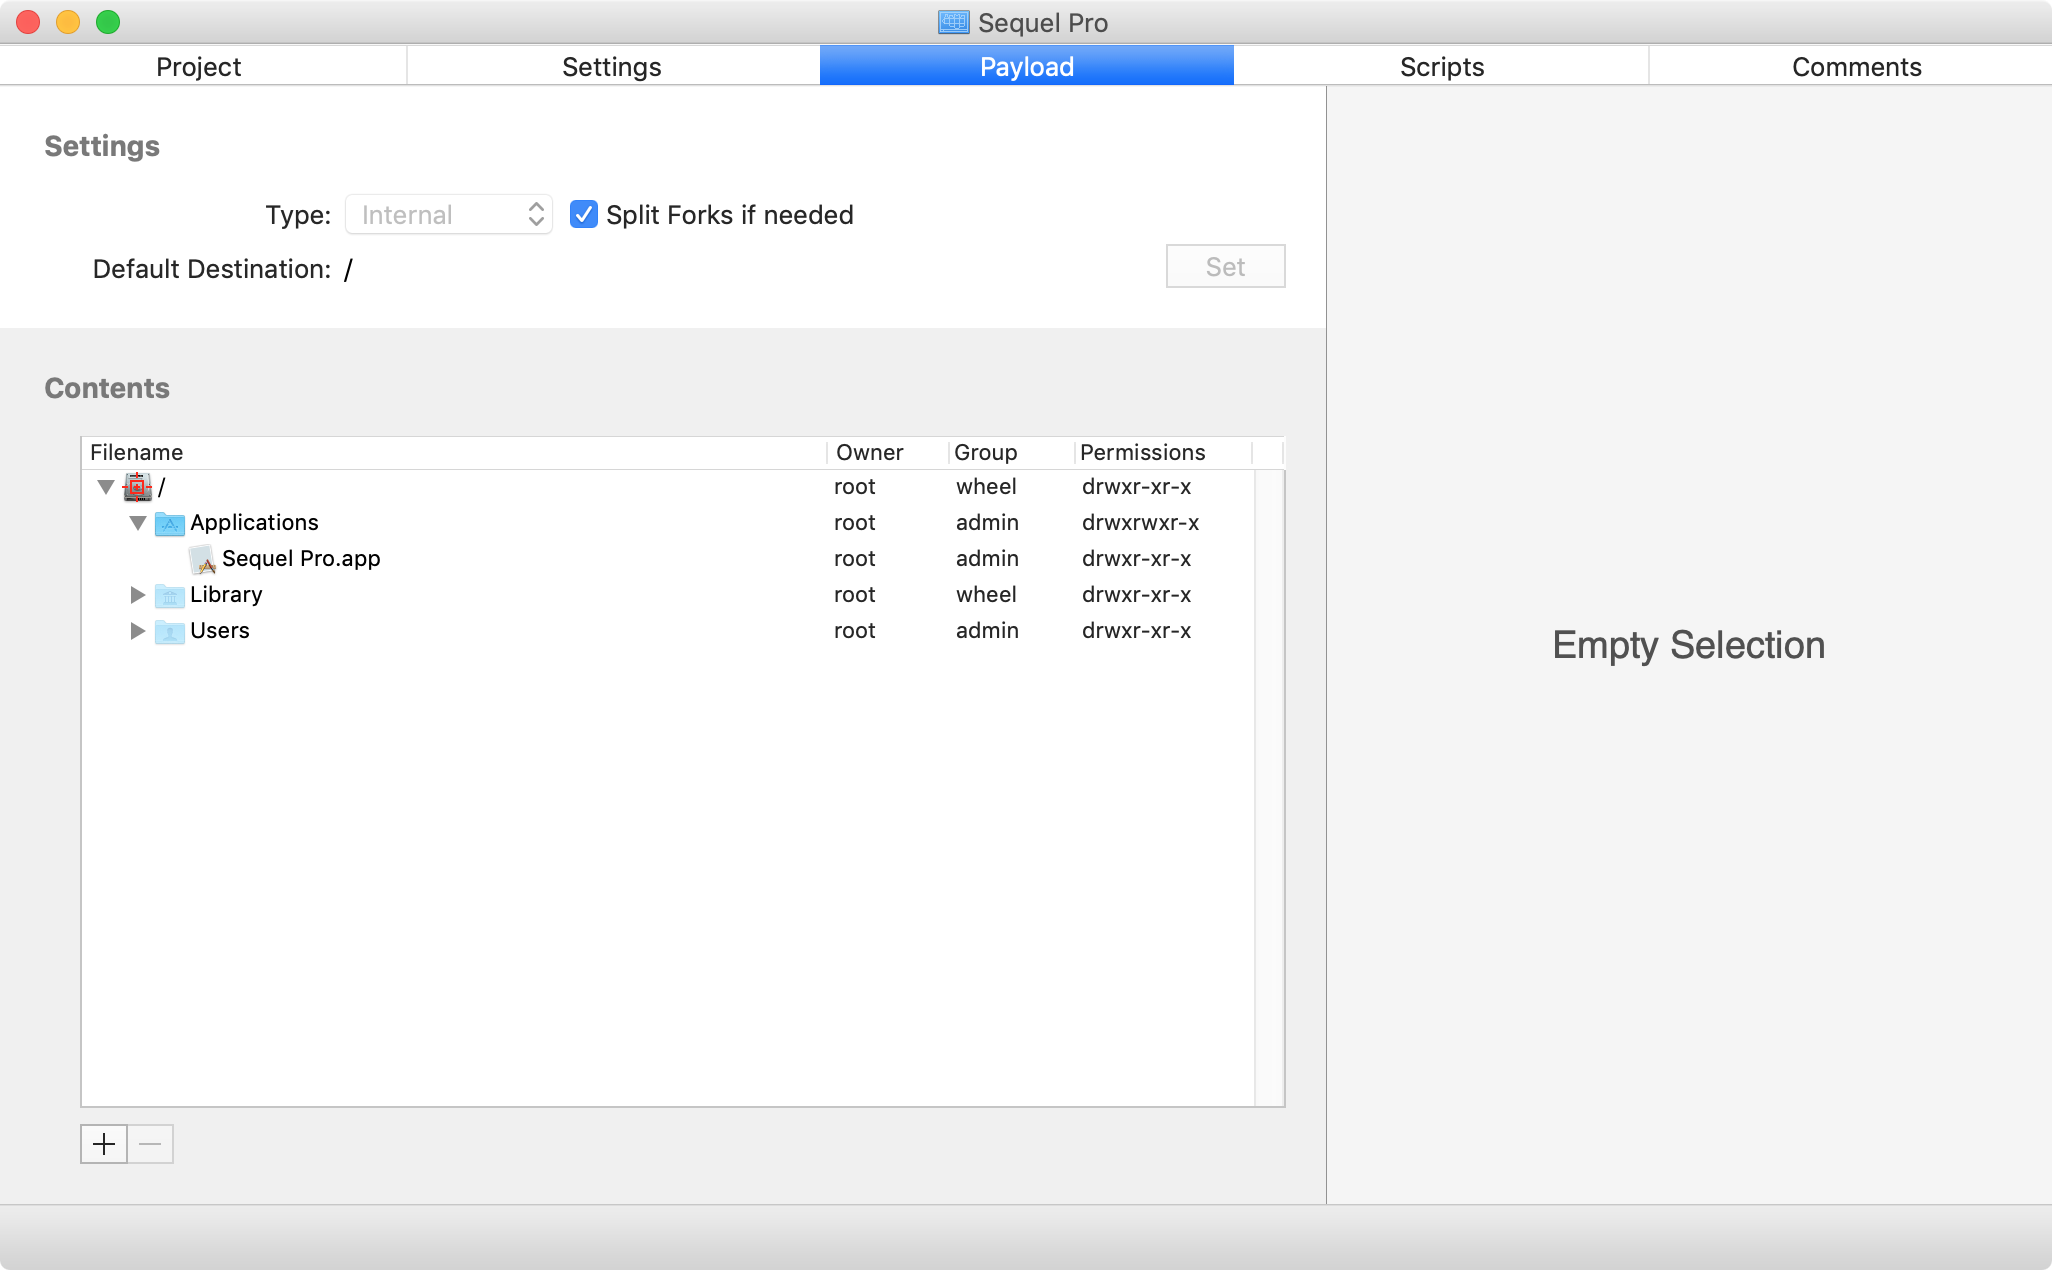 Sequel Pro
Project Settings Payload Scripts Comments
Settings
Type: Internal Split Forks if needed
Default Destination: / Set
Contents
Filename Owner Group Permissions
/ root wheel drwxr-xr-x
Applications root admin drwxrwxr-x
Sequel Pro.app root admin drwxr-xr-x
Library root wheel drwxr-xr-x
Users root admin drwxr-xr-x
Empty Selection